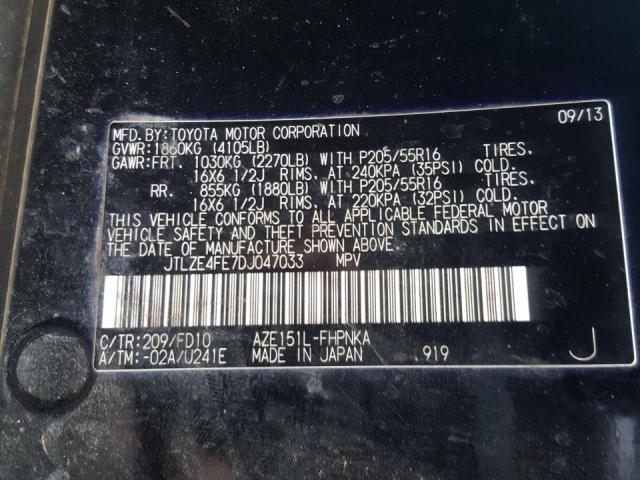 09/13
MFD.BY:TOYOTA MOTOR CORPORATION
GVWR:1860KG (4105LB)
GAWR:FRT. 1030KG (2270LB) WITH P205/55R16 TIRES.
16X6 1/2J RIMS. AT 240KPA (35PSI) COLD.
RR. 855KG (1880LB) WITH P205/55R16 TIRES.
16X6 1/2J RIMS. AT 220KPA (32PSI) COLD.
THIS VEHICLE CONFORMS TO ALL APPLICABLE FEDERAL MOTOR
VEHICLE SAFETY AND THEFT PREVENTION STANDARDS IN EFFECT ON
THE DATE OF MANUFACTURE SHOWN ABOVE.
JTLZE4FE7DJ047033 MPV
C/TR:209/FD10 AZE151L-FHPNKA
A/TM:-02A/U241E MADE IN JAPAN 919 J